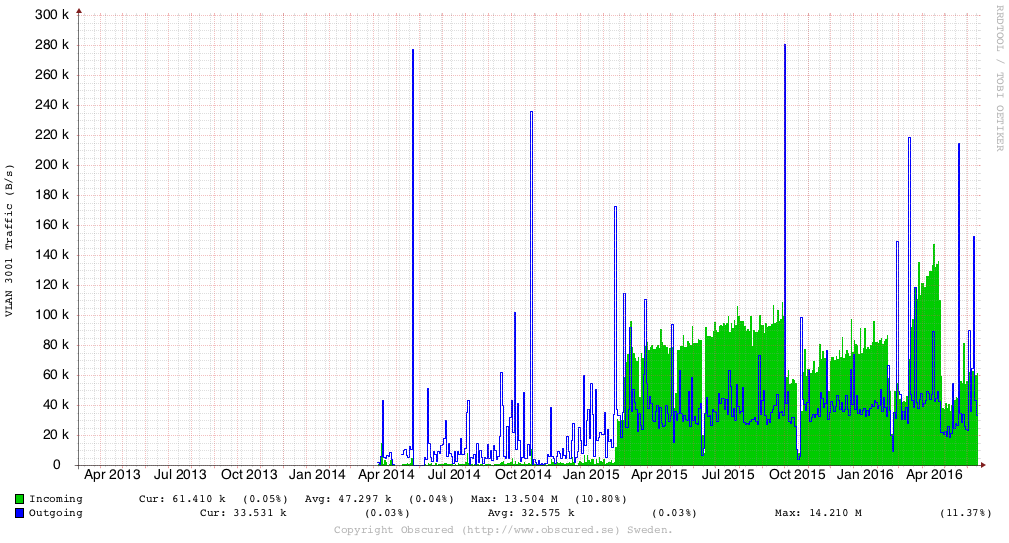 300 k
280 k
260 k
240 k
220 k
200 k
180 k
160 k
140 k
120 k
100 k
80 k
60 k
40 k
20 k
0
VLAN 3001 Traffic (B/s)
RRDTOOL / TOBI OETIKER
Apr 2013 Jul 2013 Oct 2013 Jan 2014 Apr 2014 Jul 2014 Oct 2014 Jan 2015 Apr 2015 Jul 2015 Oct 2015 Jan 2016 Apr 2016
Incoming Cur: 61.410 k (0.05%) Avg: 47.297 k (0.04%) Max: 13.504 M (10.80%)
Outgoing Cur: 33.531 k (0.03%) Avg: 32.575 k (0.03%) Max: 14.210 M (11.37%)
Copyright Obscured (http://www.obscured.se) Sweden.